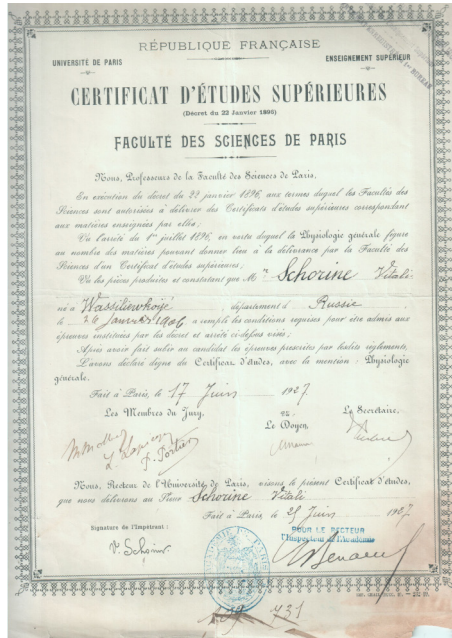 RÉPUBLIQUE FRANÇAISE
UNIVERSITÉ DE PARIS
ENSEIGNEMENT SUPÉRIEUR
CERTIFICAT D'ÉTUDES SUPÉRIEURES
(Décret du 22 Janvier 1896)
FACULTÉ DES SCIENCES DE PARIS
Nous, Professeurs de la Faculté des Sciences de Paris,
En exécution du décret du 22 janvier 1896, aux termes duquel les Facultés des
Sciences sont autorisées à délivrer des Certificats d'études supérieures correspondant
aux matières enseignées par elles;
Vu l'arrêté du 1er juillet 1896, en vertu duquel la Physiologie générale figure
au nombre des matières pouvant donner lieu à la délivrance par la Faculté des
Sciences d'un Certificat d'études supérieures;
Vu les pièces produites et constatant que Mr Schorine Vitali
né à Wassiliewkoïé département d Russie
le 26 Janvier 1906 a rempli les conditions requises pour être admis aux
épreuves instituées par les décret et arrêté ci-dessus visés;
Après avoir fait subir au candidat les épreuves prescrites par lesdits règlements,
L'avons déclaré digne du Certificat d'études, avec la mention : Physiologie
générale.
Fait à Paris, le 17 Juin 1927
Les Membres du Jury,
Le Doyen,
Le Secrétaire,
P. Portier
Nous, Recteur de l'Université de Paris, visons le présent Certificat d'études,
que nous délivrons au Sieur Schorine Vitali
Fait à Paris, le 25 Juin 1927
Signature de l'Impétrant :
POUR LE RECTEUR
l'Inspecteur de l'Académie
V. Schorine
731